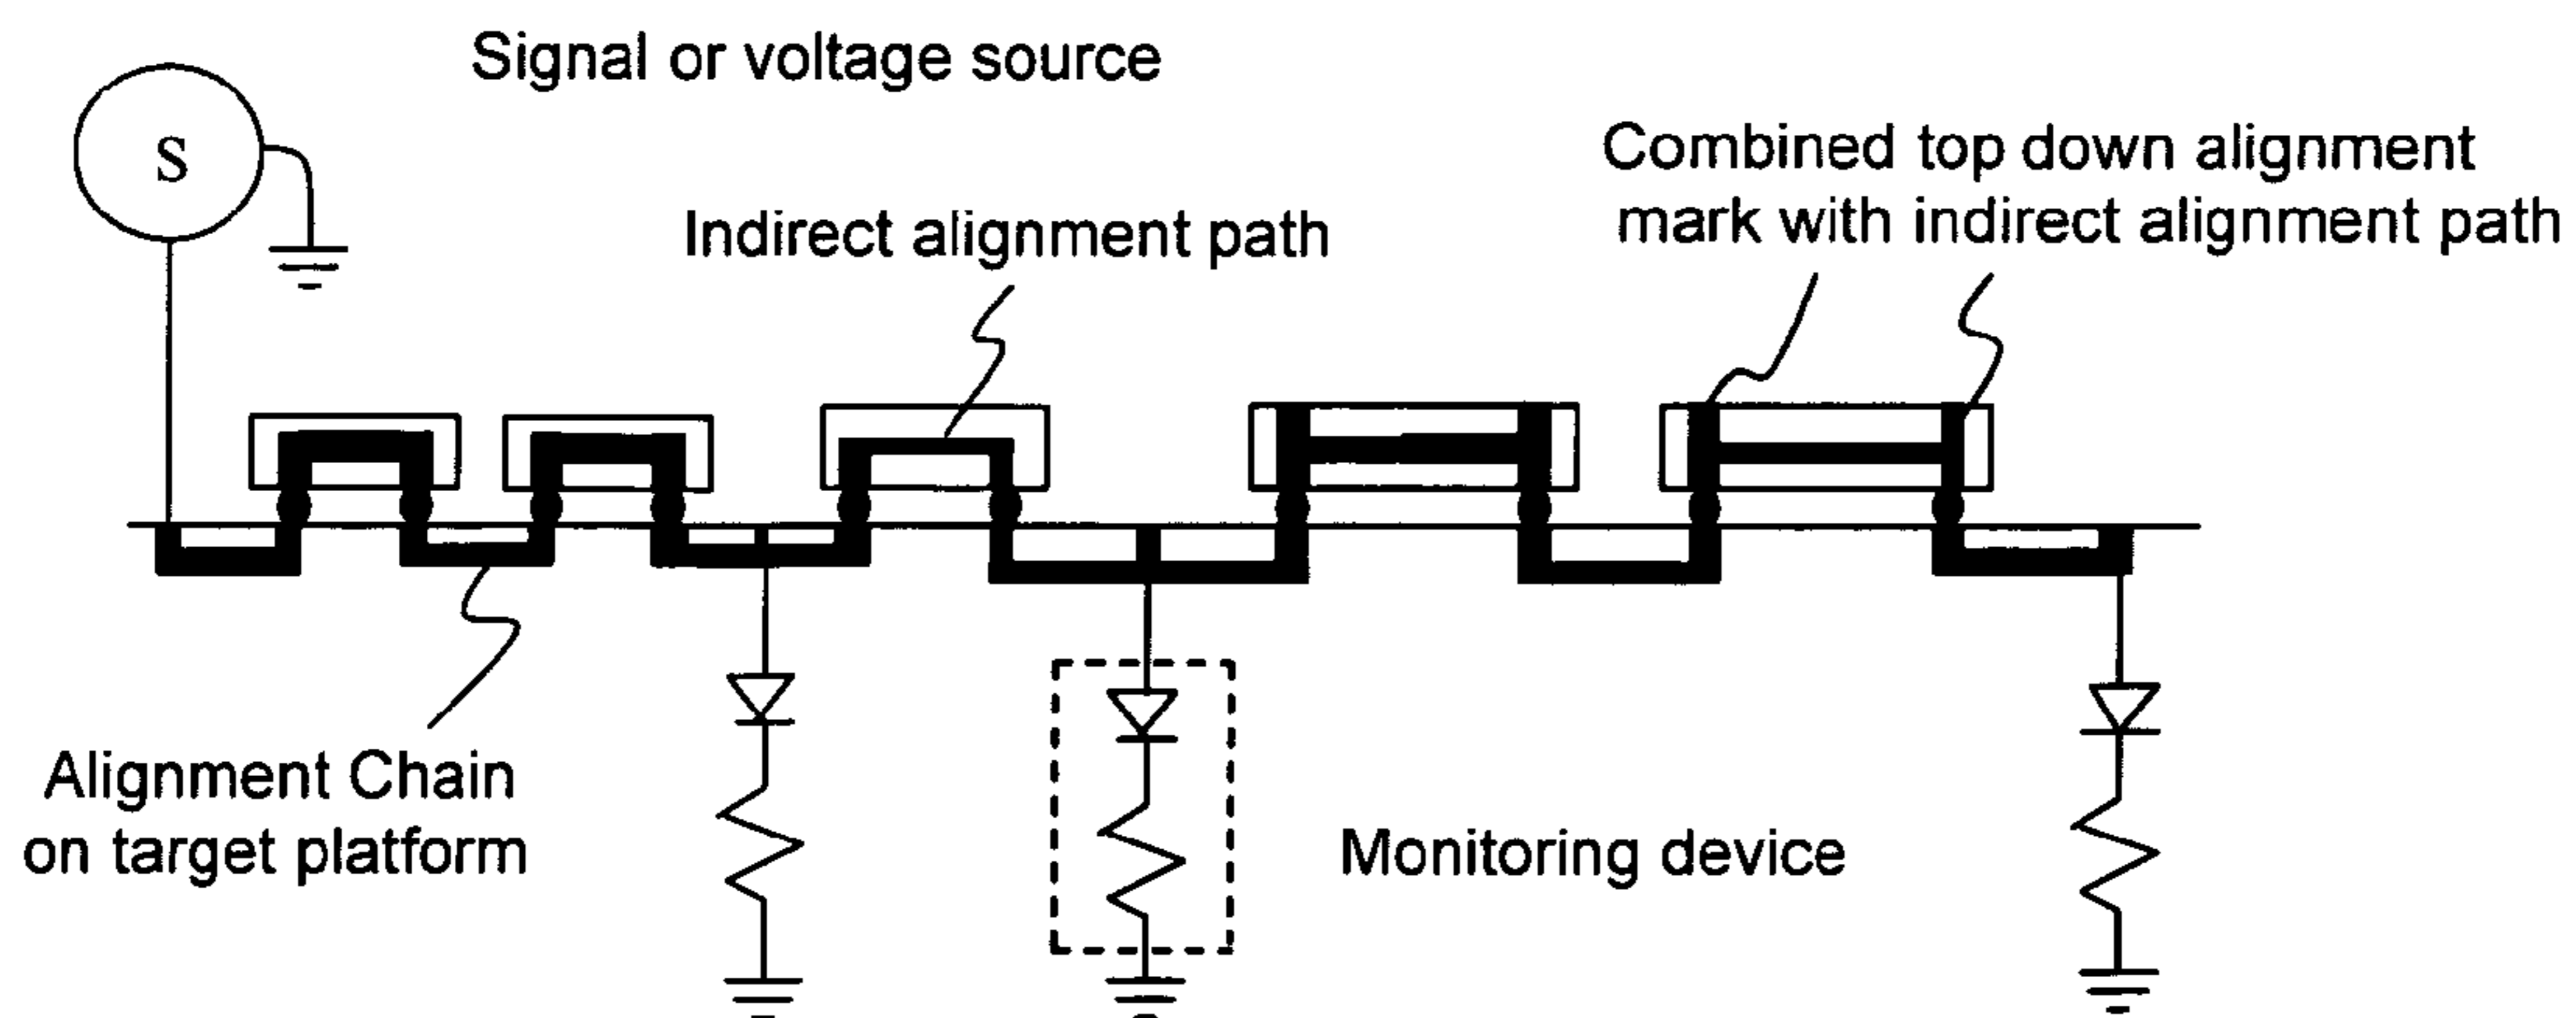 Signal or voltage source
S
Combined top down alignment
mark with indirect alignment path
Indirect alignment path
Alignment Chain
on target platform
Monitoring device